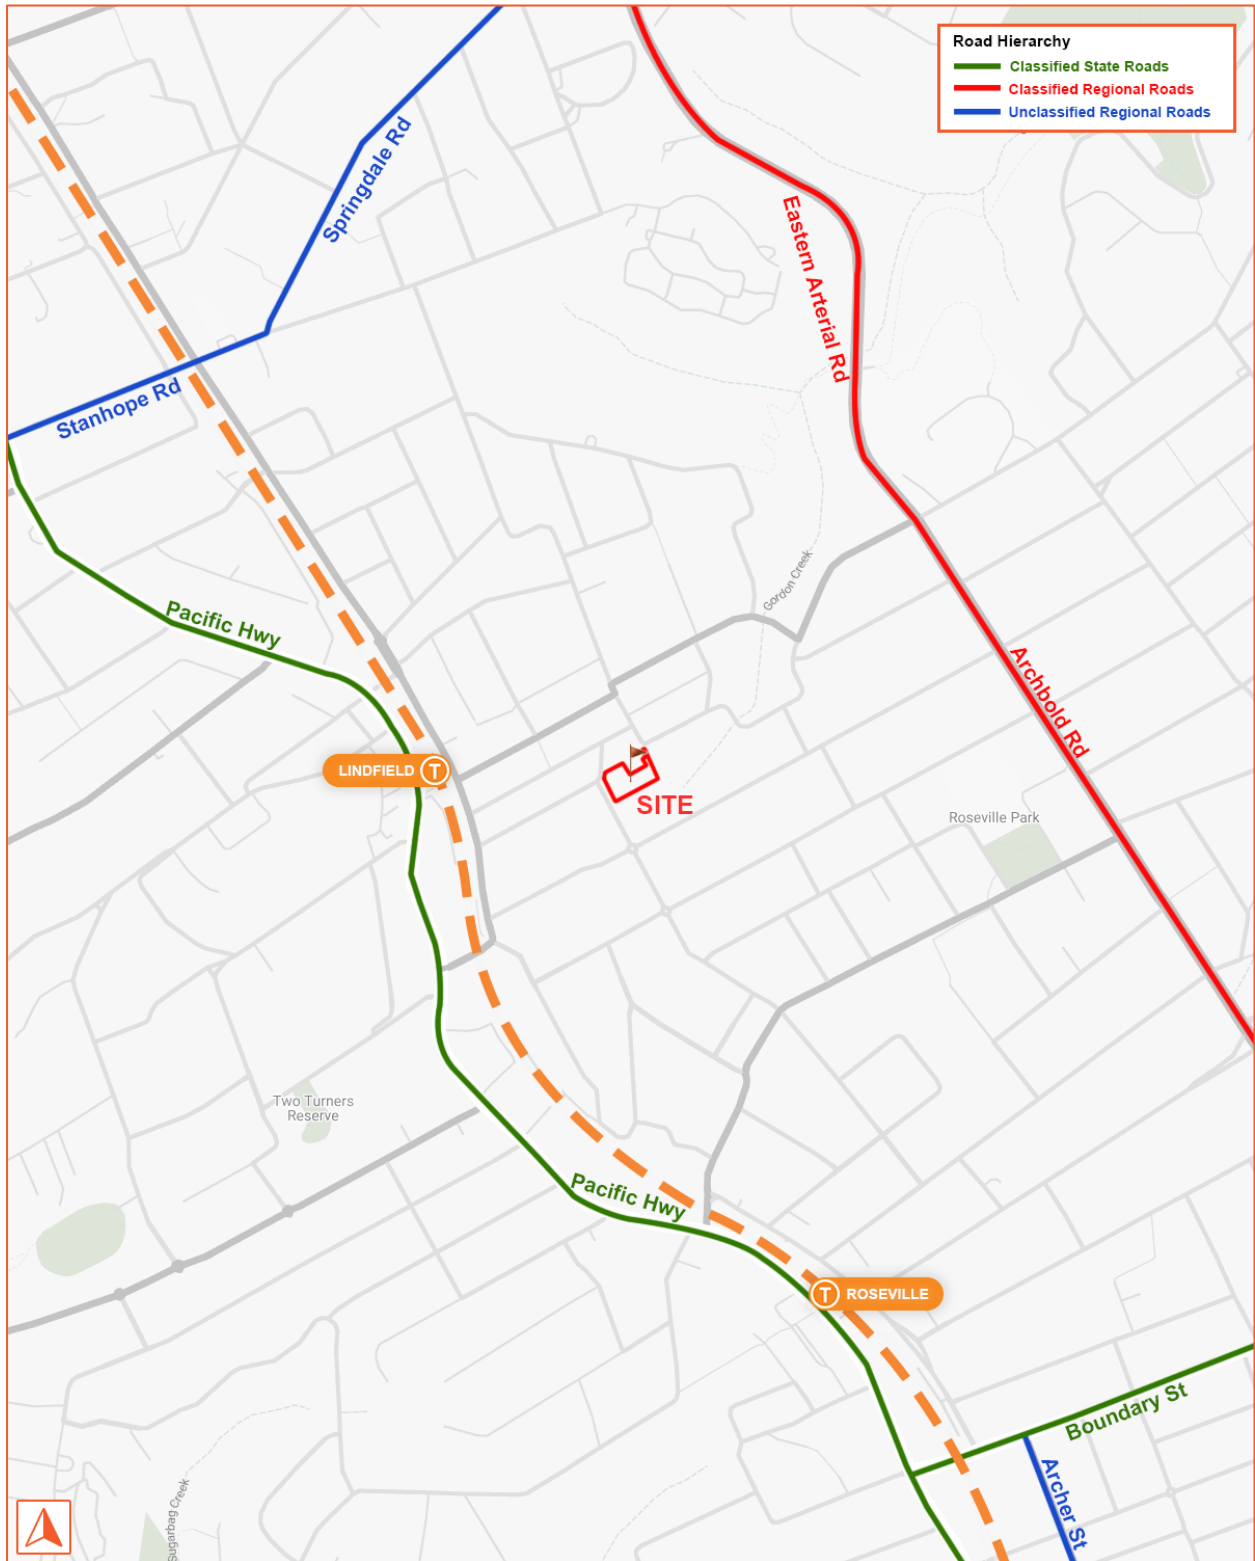 Road Hierarchy
Classified State Roads
Classified Regional Roads
Unclassified Regional Roads
Springdale Rd
Eastern Arterial Rd
Stanhope Rd
Gordon Creek
Pacific Hwy
Archbold Rd
LINDFIELD T
SITE
Roseville Park
Two Turners
Reserve
Pacific Hwy
T ROSEVILLE
Boundary St
Archer St
Sugarbag Creek